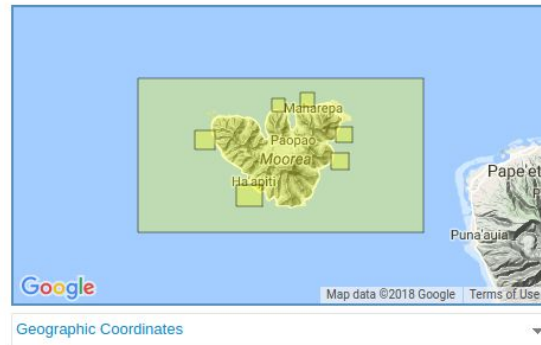 Maharepa
Paopao
Moorea
Ha'apiti
Pape'et
Puna'auia
Google
Map data ©2018 Google
Terms of Use
Geographic Coordinates